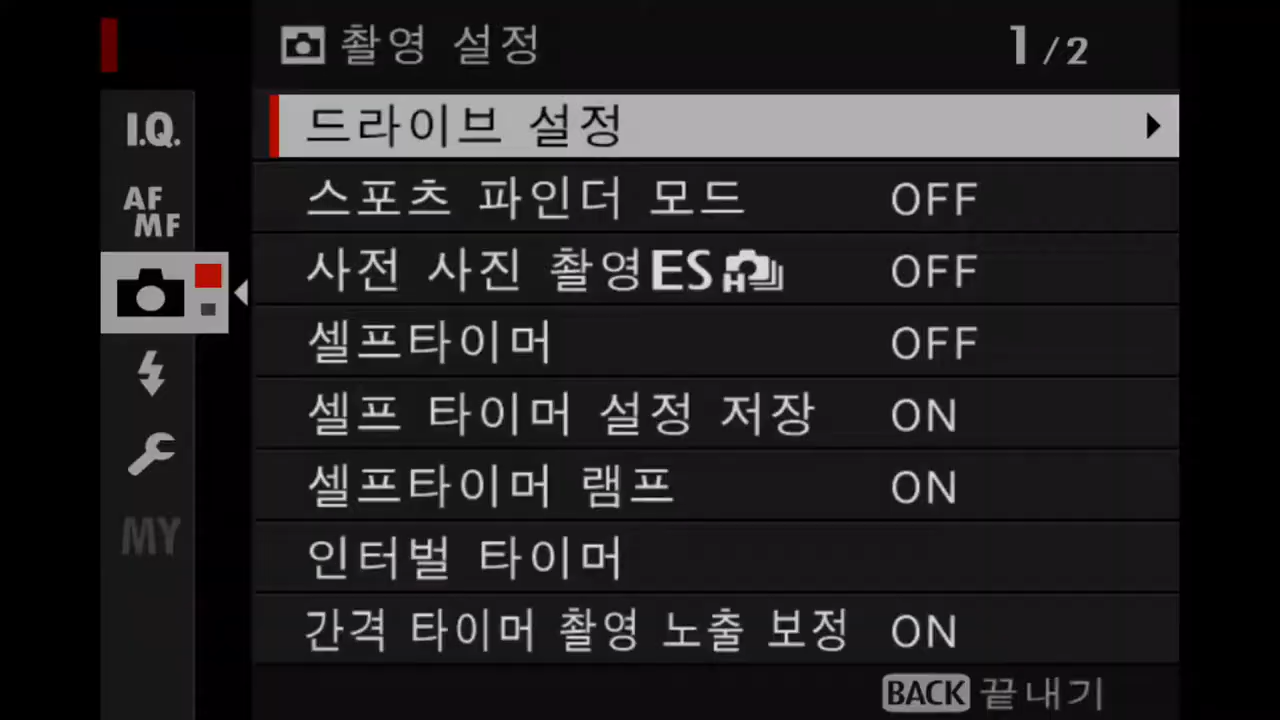 촬영 설정 1/2
I.Q.
AF
MF
MY
드라이브 설정
스포츠 파인더 모드 OFF
사전 사진 촬영ES H OFF
셀프타이머 OFF
셀프 타이머 설정 저장 ON
셀프타이머 램프 ON
인터벌 타이머
간격 타이머 촬영 노출 보정 ON
BACK 끝내기